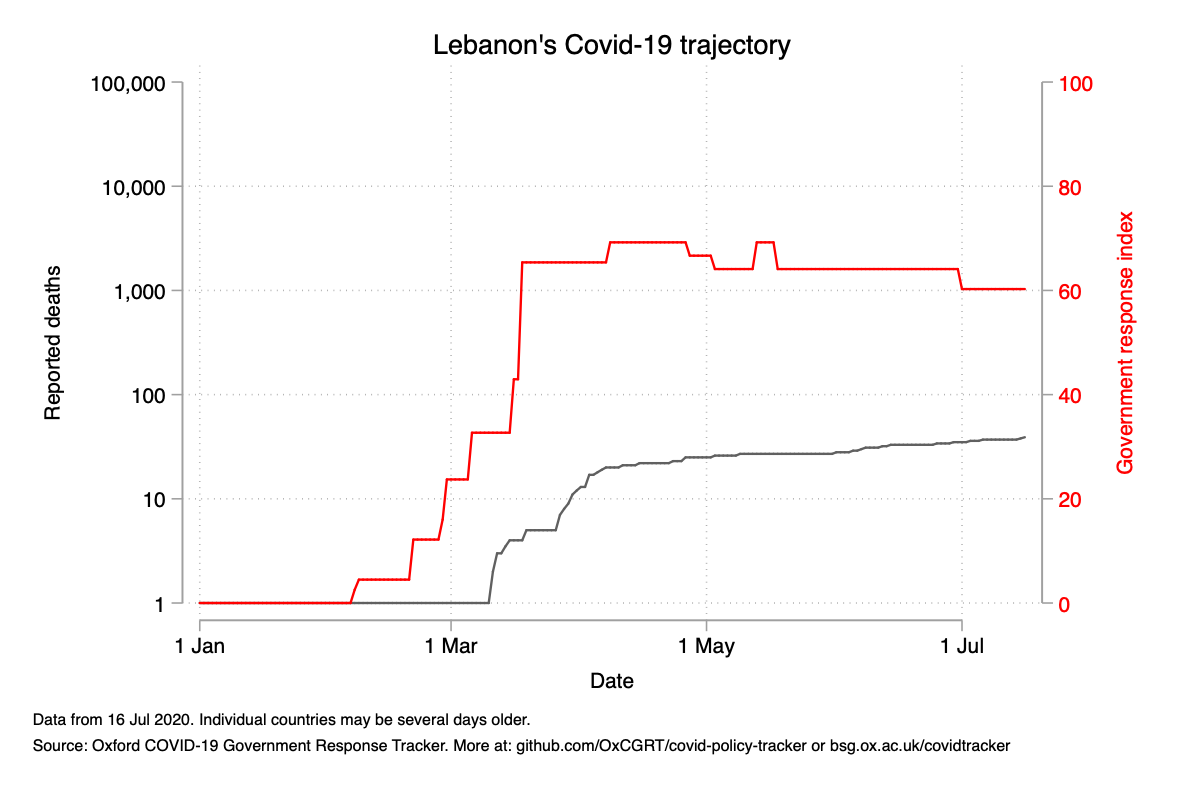 Lebanon's Covid-19 trajectory
100,000
10,000
1,000
100
10
1
Reported deaths
100
80
60
40
20
0
Government response index
1 Jan
1 Mar
1 May
1 Jul
Date
Data from 16 Jul 2020. Individual countries may be several days older.
Source: Oxford COVID-19 Government Response Tracker. More at: github.com/OxCGRT/covid-policy-tracker or bsg.ox.ac.uk/covidtracker